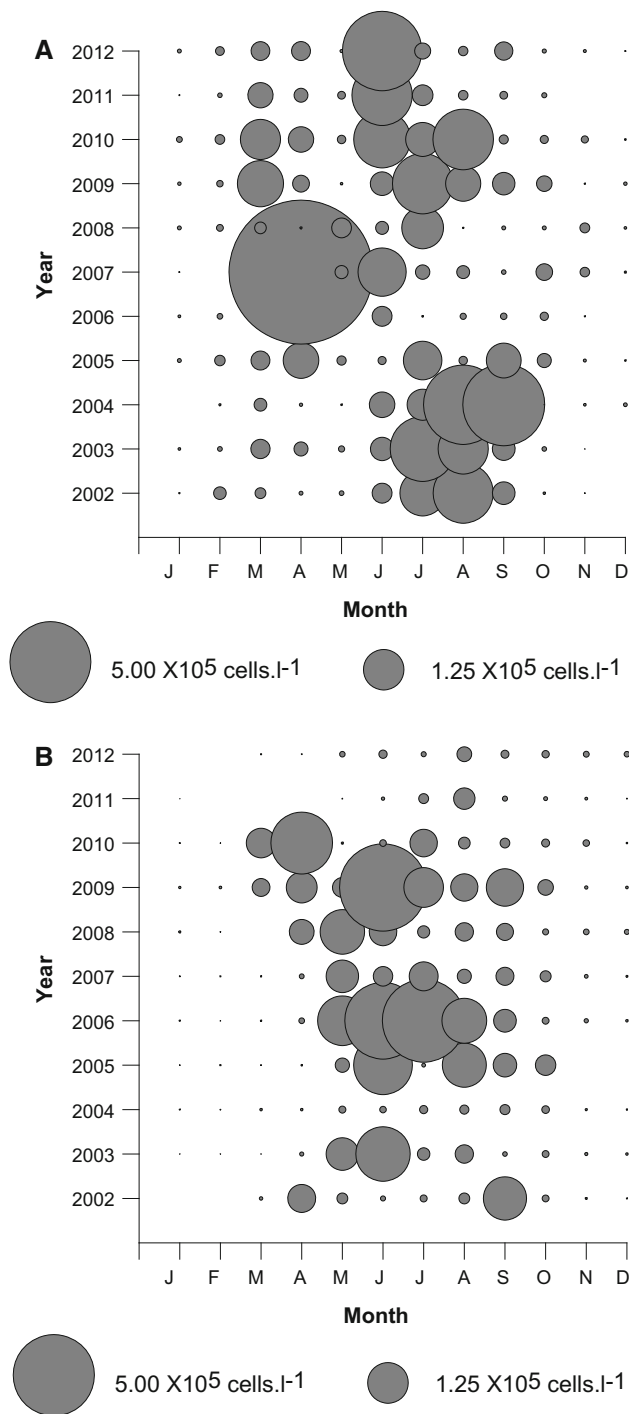 A
2012
2011
2010
2009
2008
2007
2006
2005
2004
2003
2002
Year
J F M A M J J A S O N D
Month
5.00 X10⁵ cells.l⁻¹ 1.25 X10⁵ cells.l⁻¹
B
2012
2011
2010
2009
2008
2007
2006
2005
2004
2003
2002
Year
J F M A M J J A S O N D
Month
5.00 X10⁵ cells.l⁻¹ 1.25 X10⁵ cells.l⁻¹